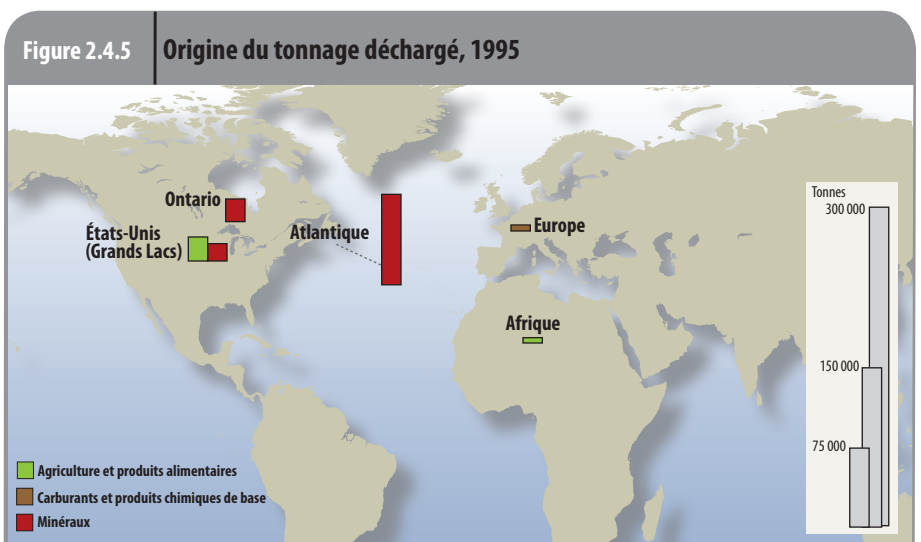 Figure 2.4.5
Origine du tonnage déchargé, 1995
Ontario
États-Unis
(Grands Lacs)
Atlantique
Europe
Afrique
Tonnes
300 000
150 000
75 000
Agriculture et produits alimentaires
Carburants et produits chimiques de base
Minéraux